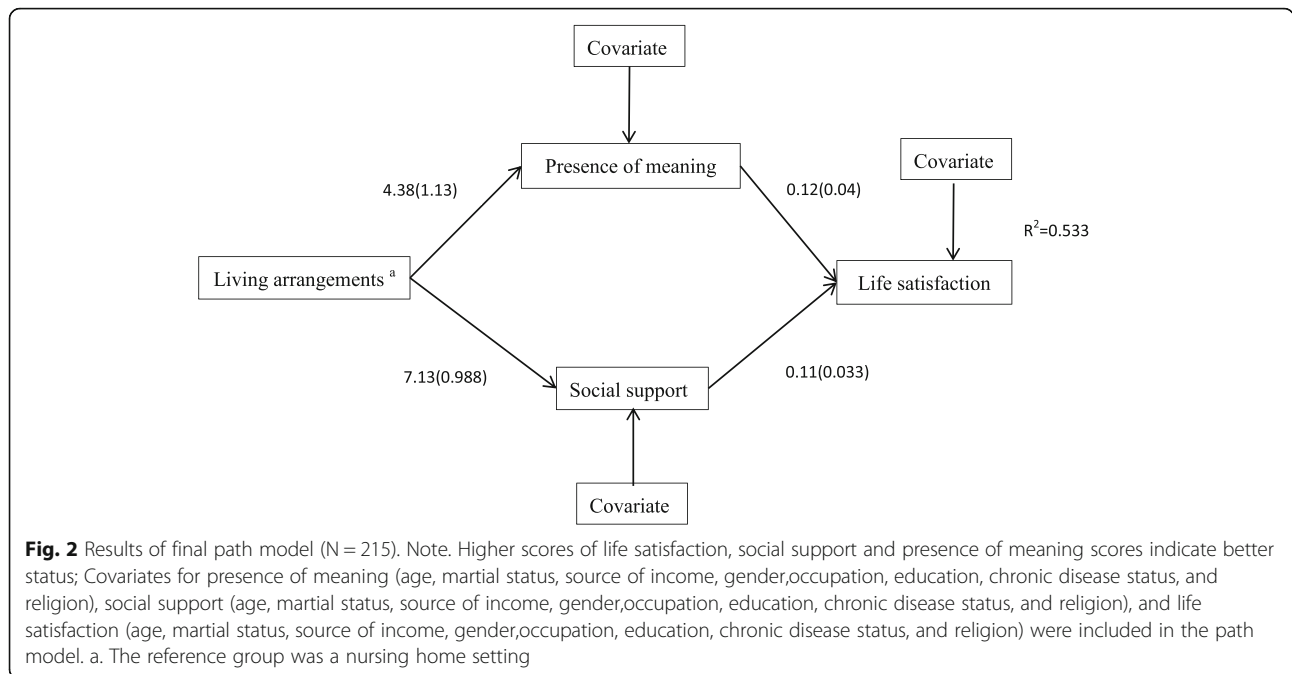 Covariate
Presence of meaning
Covariate
4.38(1.13)
0.12(0.04)
R²=0.533
Living arrangements a
Life satisfaction
7.13(0.988)
0.11(0.033)
Social support
Covariate
Fig. 2 Results of final path model (N = 215). Note. Higher scores of life satisfaction, social support and presence of meaning scores indicate better
status; Covariates for presence of meaning (age, martial status, source of income, gender,occupation, education, chronic disease status, and
religion), social support (age, martial status, source of income, gender,occupation, education, chronic disease status, and religion), and life
satisfaction (age, martial status, source of income, gender,occupation, education, chronic disease status, and religion) were included in the path
model. a. The reference group was a nursing home setting